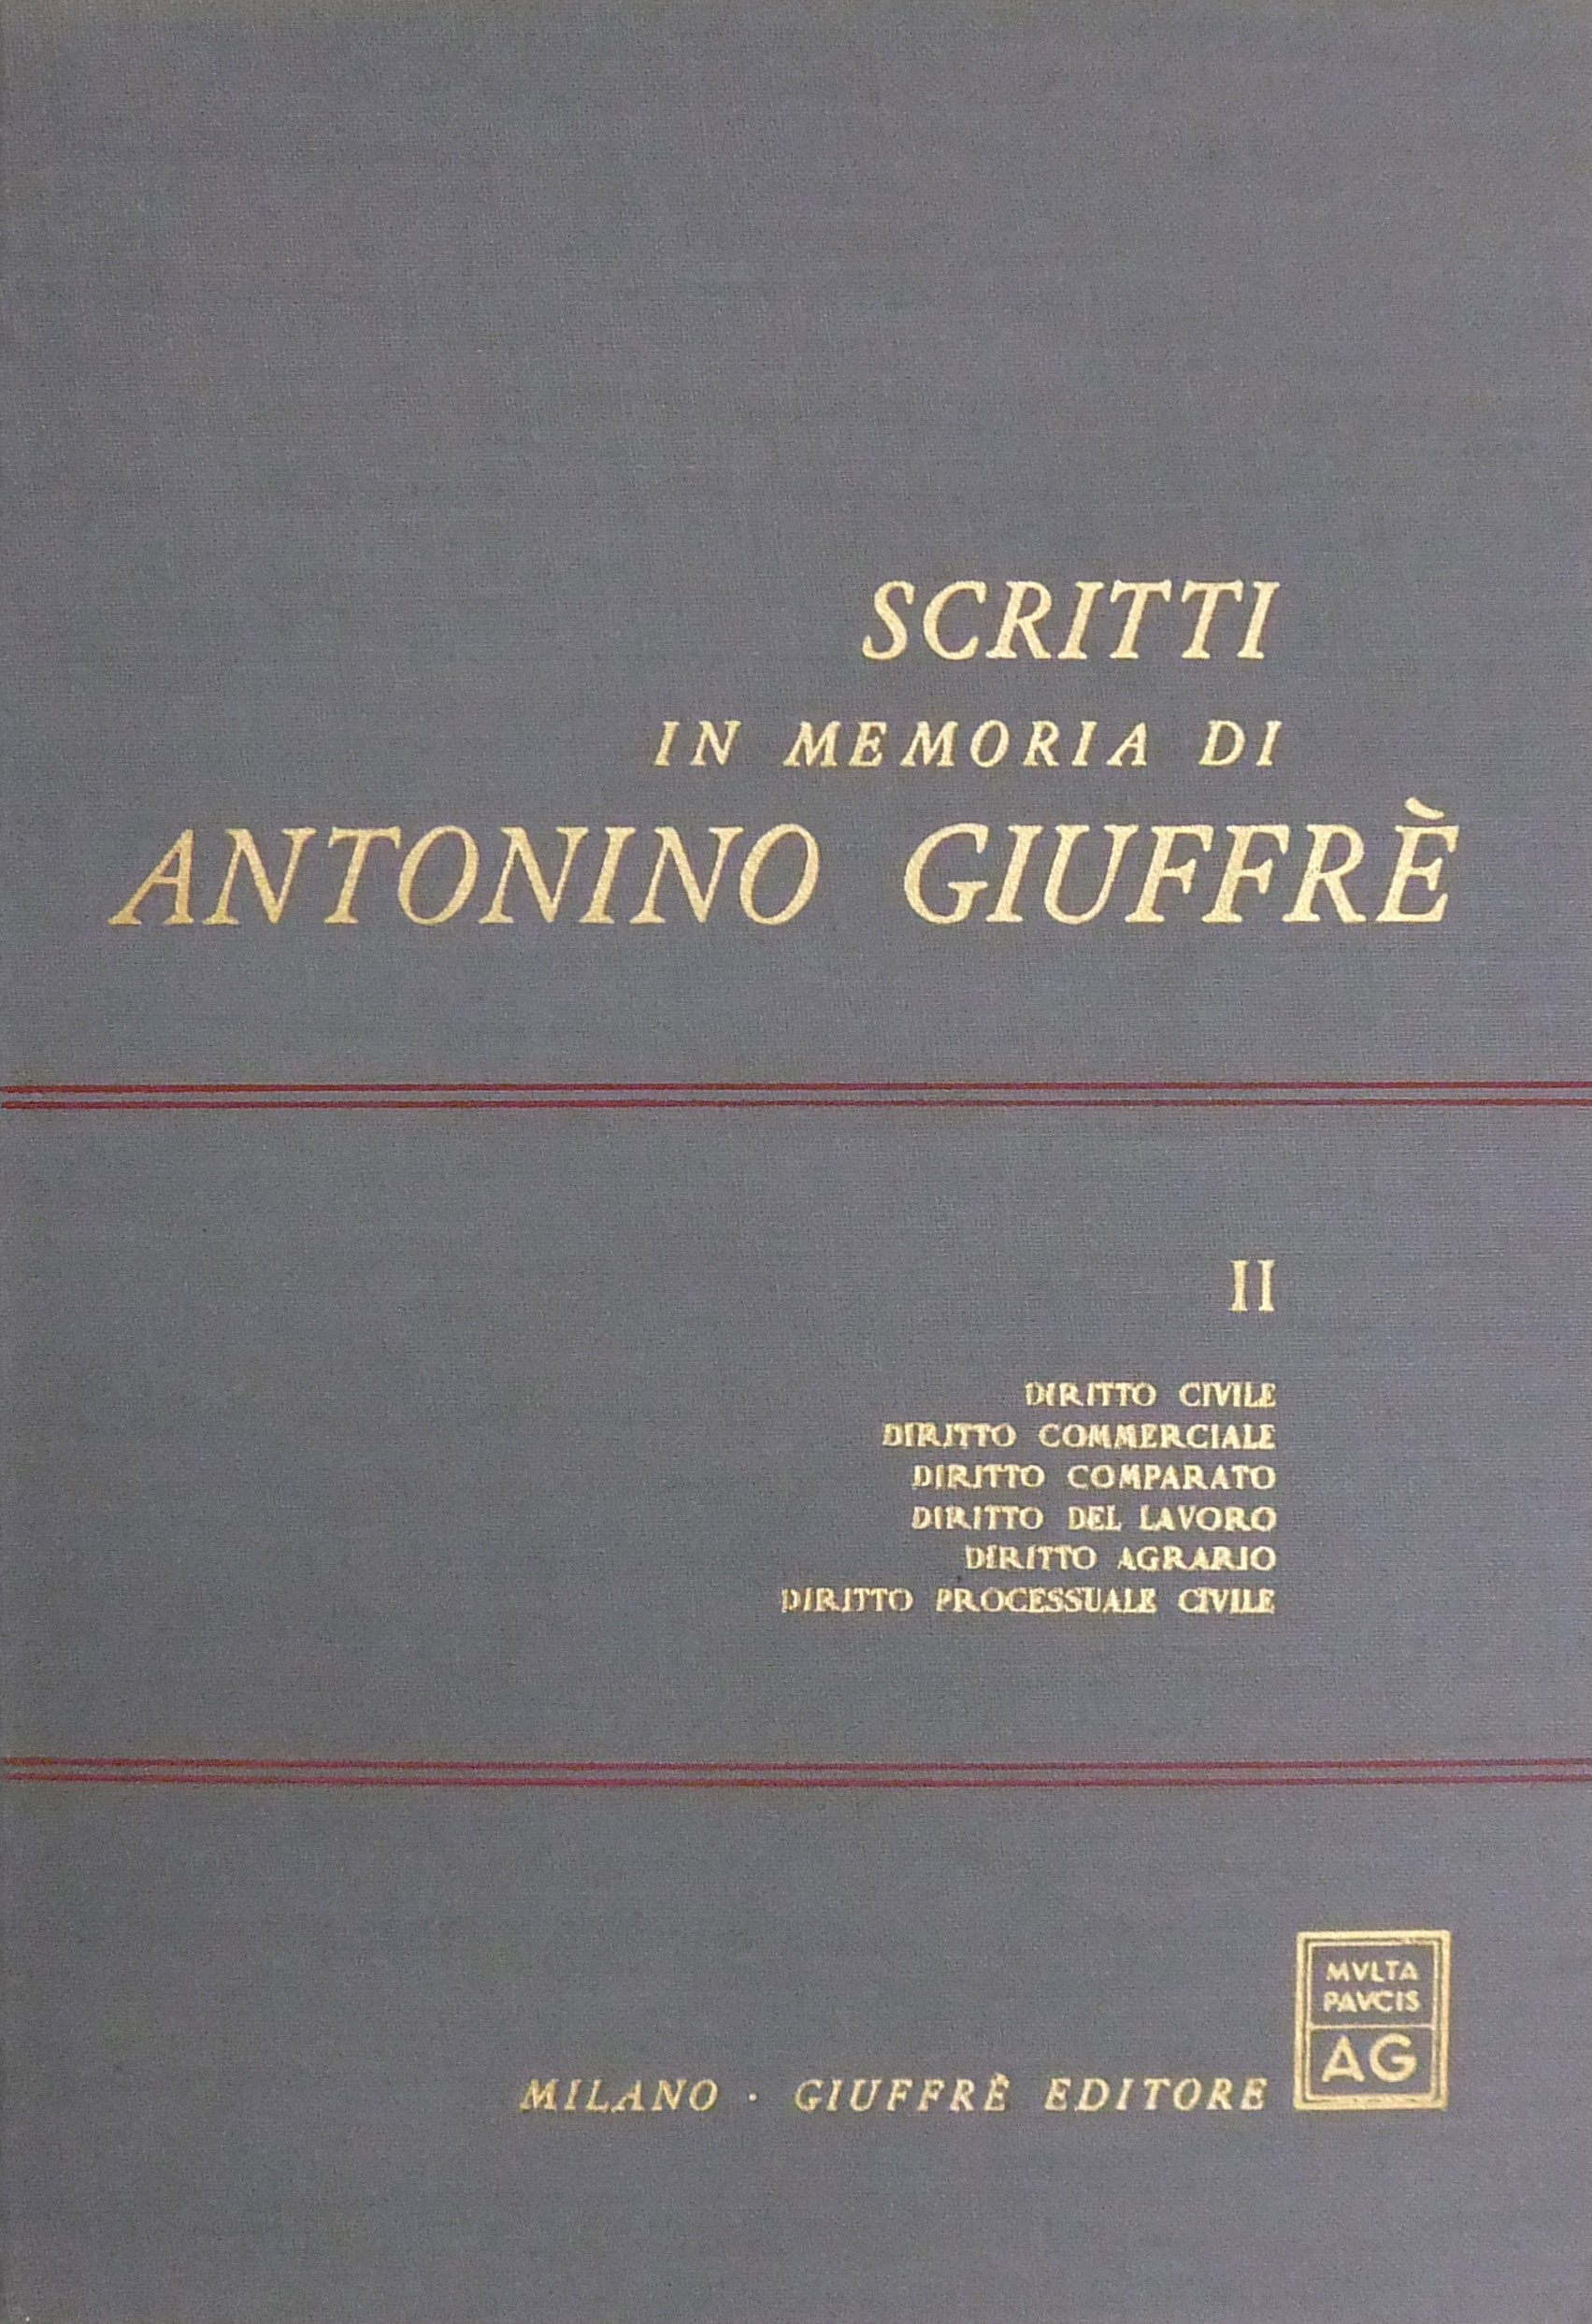 SCRITTI
IN MEMORIA DI
ANTONINO GIUFFRÈ
II
DIRITTO CIVILE
DIRITTO COMMERCIALE
DIRITTO COMPARATO
DIRITTO DEL LAVORO
DIRITTO AGRARIO
DIRITTO PROCESSUALE CIVILE
MVLTA
PAVCIS
AG
MILANO · GIUFFRÈ EDITORE